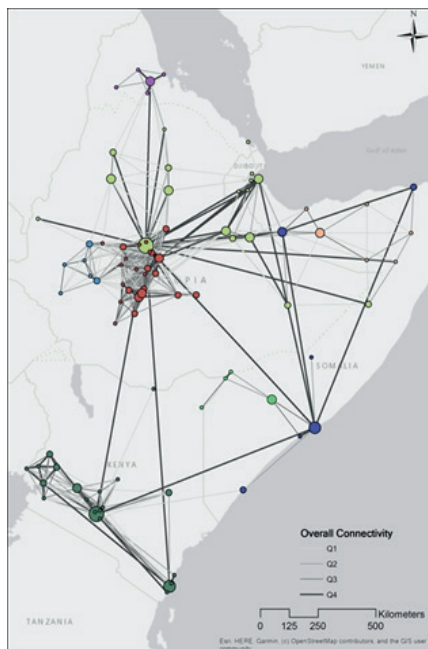 N
YEMEN
Gulf of Aden
DJIBOUTI
PIA
SOMALIA
KENYA
TANZANIA
Overall Connectivity
Q1
Q2
Q3
Q4
Kilometers
0 125 250 500
Esri, HERE, Garmin, (c) OpenStreetMap contributors, and the GIS user
community